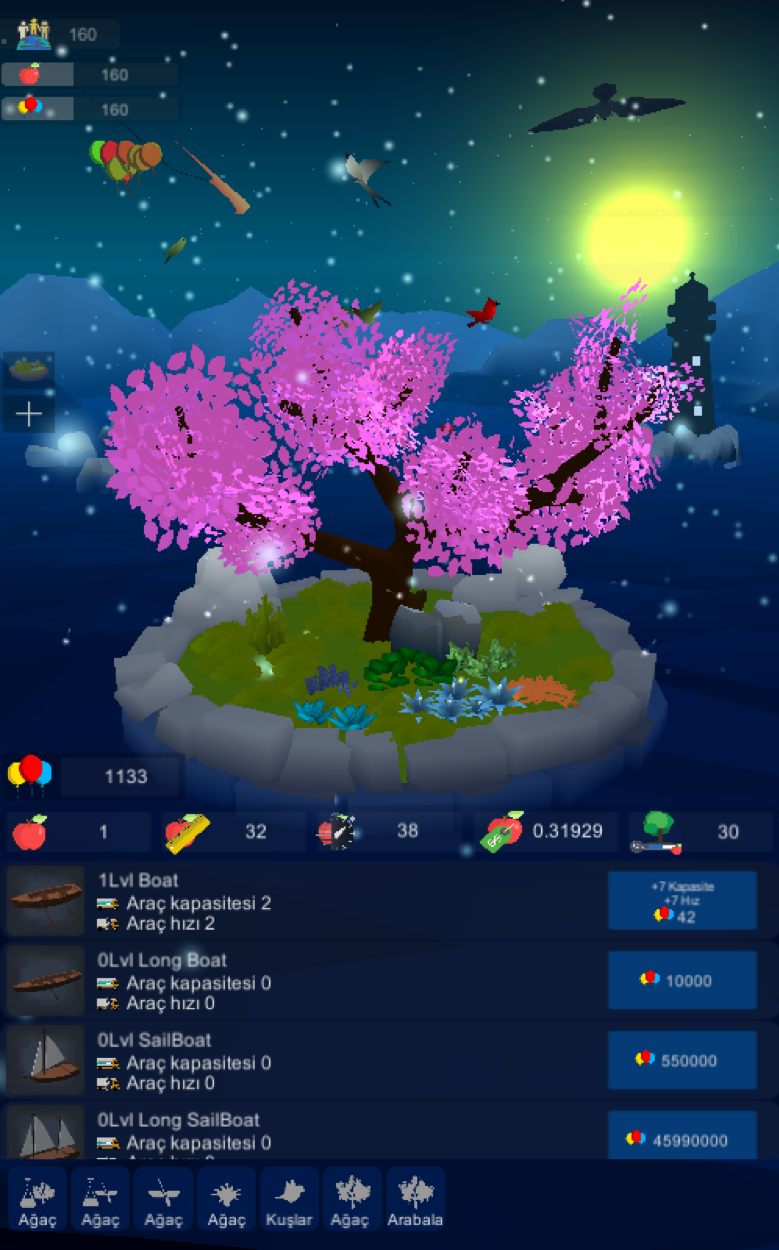 160
160
160
1133
1
32
38
0.31929
30
1Lvl Boat
Araç kapasitesi 2
Araç hızı 2
+7 Kapasite
+7 Hız
42
0Lvl Long Boat
Araç kapasitesi 0
Araç hızı 0
10000
0Lvl SailBoat
Araç kapasitesi 0
Araç hızı 0
550000
0Lvl Long SailBoat
Araç kapasitesi 0
45990000
Ağaç
Ağaç
Ağaç
Ağaç
Kuşlar
Ağaç
Arabala